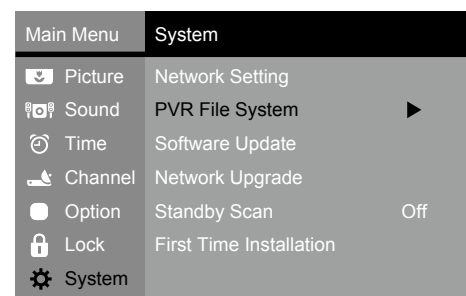 Main Menu System
Picture Network Setting
Sound PVR File System
Time Software Update
Channel Network Upgrade
Option Standby Scan Off
Lock First Time Installation
System